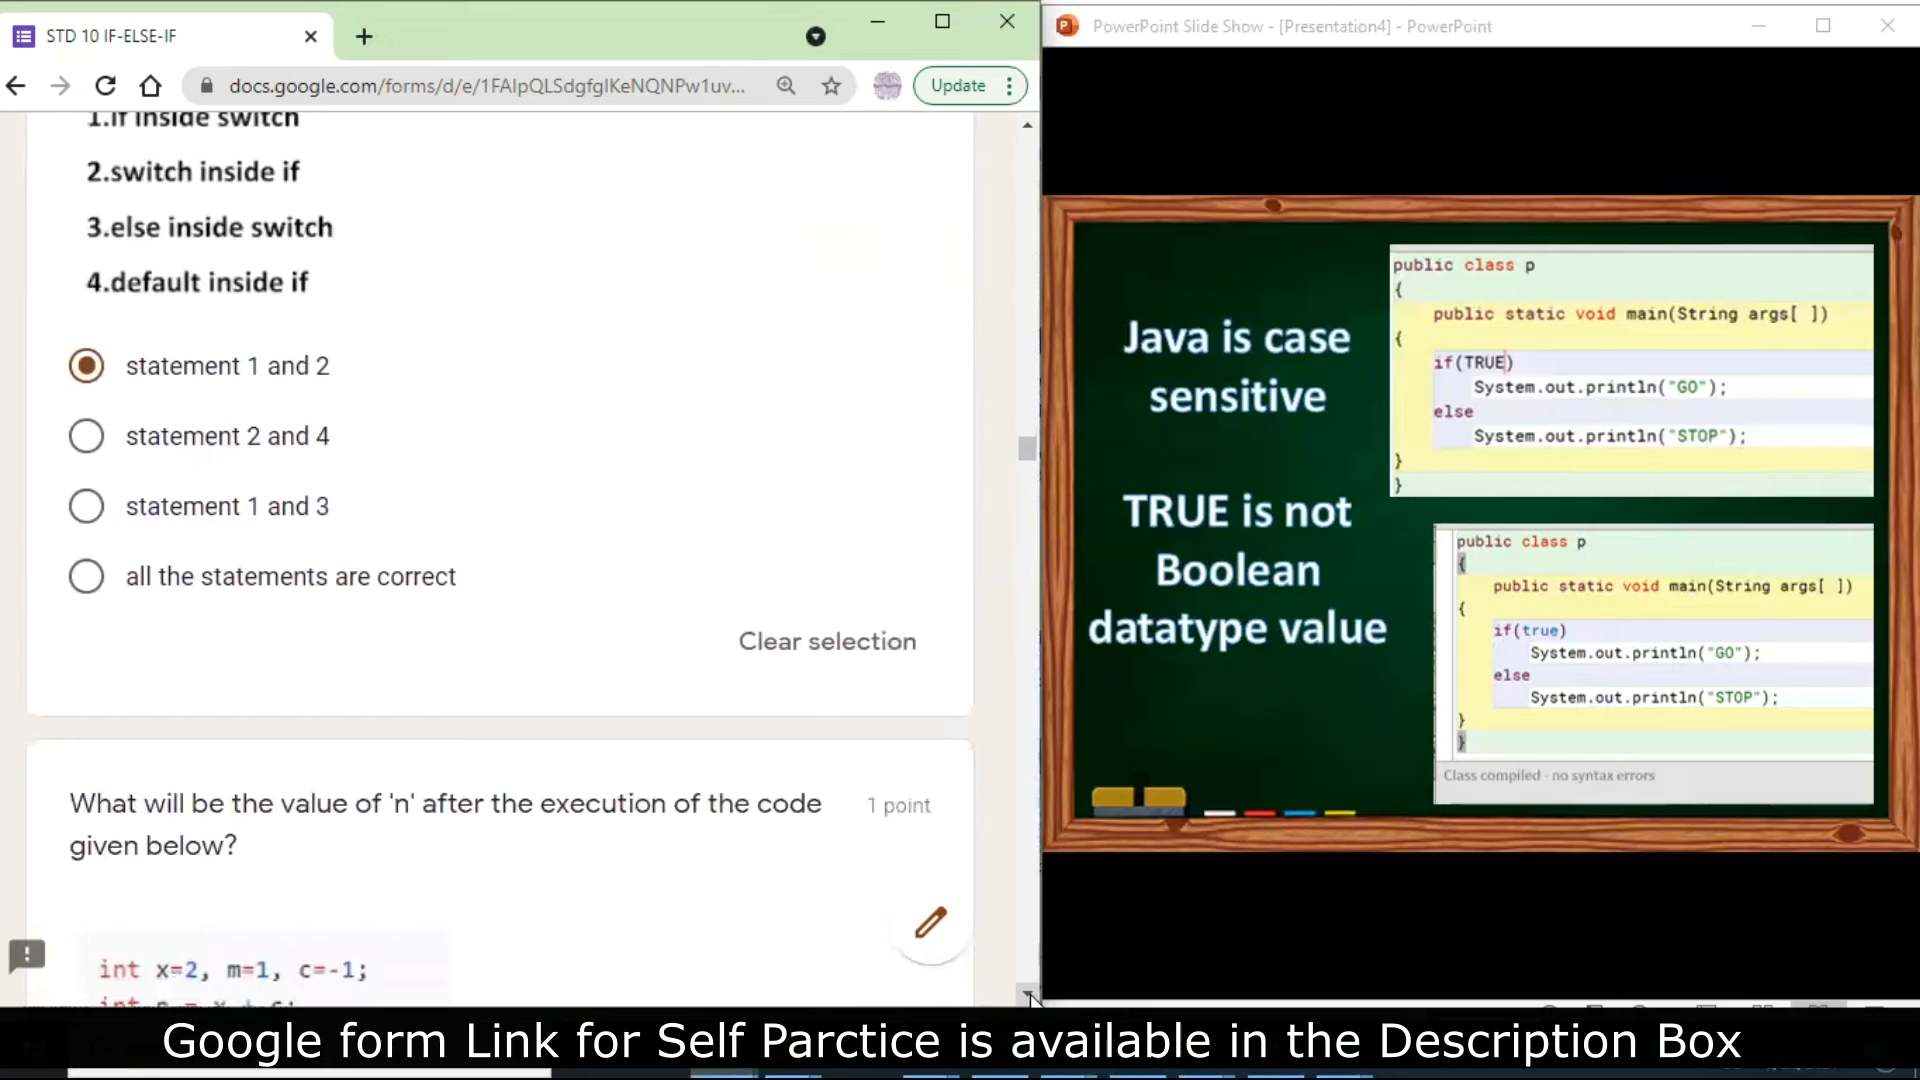 STD 10 IF-ELSE-IF
docs.google.com/forms/d/e/1FAIpQLSdgfglKeNQNPw1uv...
Update
1.if inside switch
2.switch inside if
3.else inside switch
4.default inside if
statement 1 and 2
statement 2 and 4
statement 1 and 3
all the statements are correct
Clear selection
What will be the value of 'n' after the execution of the code
given below?
1 point
int x=2, m=1, c=-1;
PowerPoint Slide Show - [Presentation4] - PowerPoint
Java is case
sensitive
TRUE is not
Boolean
datatype value
public class p
{
public static void main(String args[ ])
{
if(TRUE)
System.out.println("GO");
else
System.out.println("STOP");
}
}
public class p
{
public static void main(String args[ ])
{
if(true)
System.out.println("GO");
else
System.out.println("STOP");
}
}
Class compiled - no syntax errors
Google form Link for Self Parctice is available in the Description Box